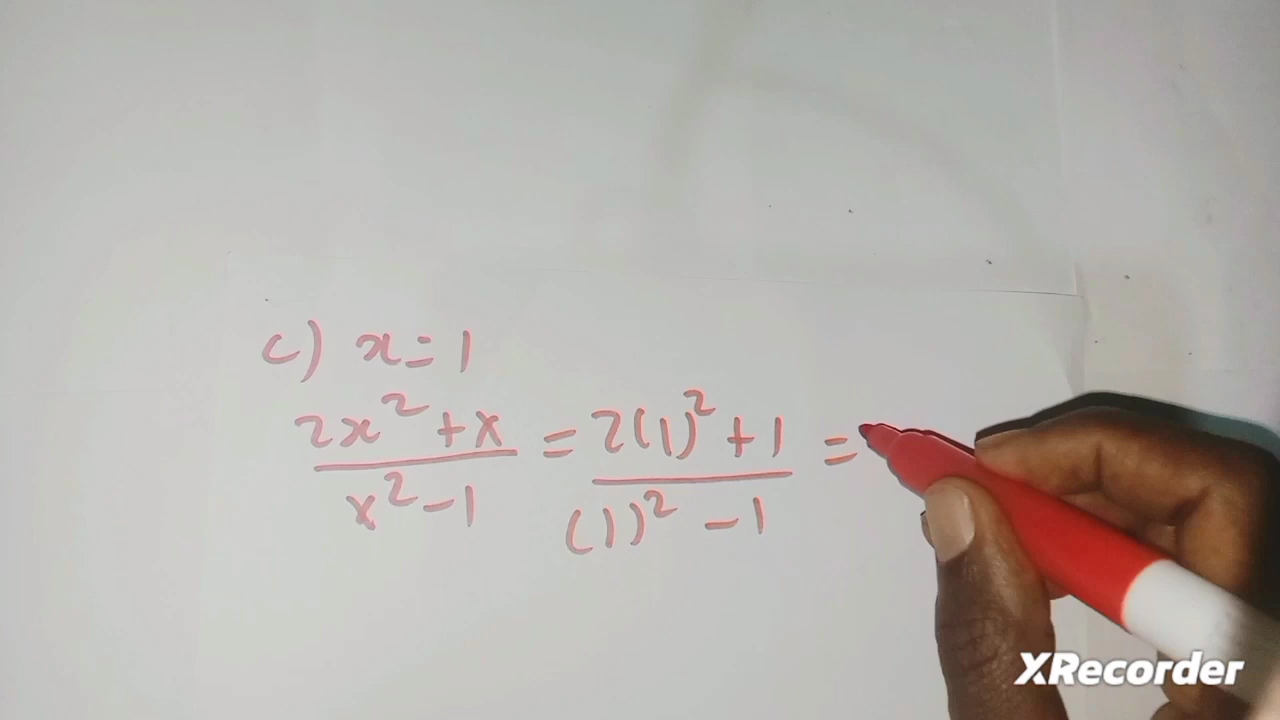 c) x=1
2x²+x = 2(1)²+1 =
x²-1 (1)²-1
XRecorder